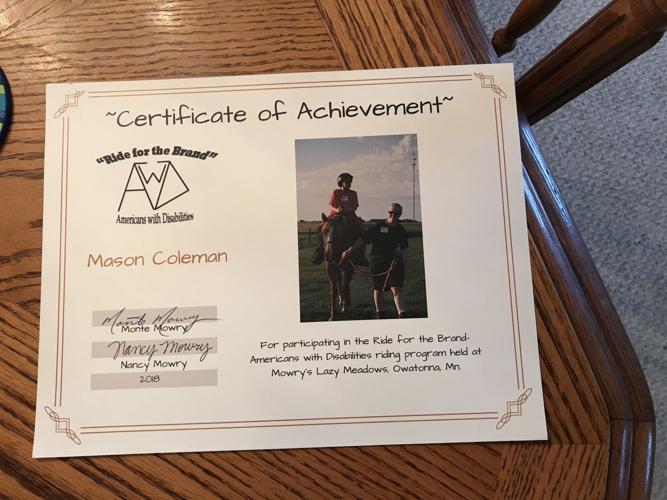 ~Certificate of Achievement~
"Ride for the Brand"
AWD
Americans with Disabilities
Mason Coleman
Monte Mowry
Monte Mowry
Nancy Mowry
Nancy Mowry
2018
For participating in the Ride for the Brand-
Americans with Disabilities riding program held at
Mowry's Lazy Meadows, Owatonna, Mn.